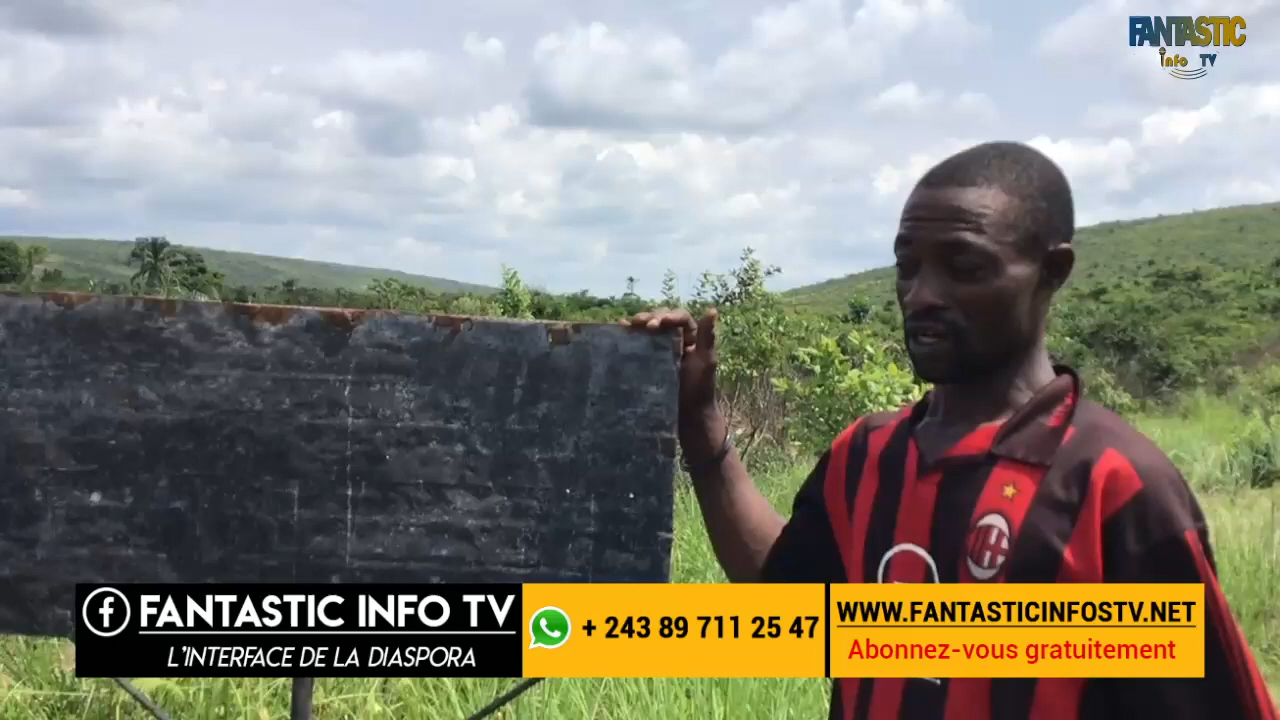 FANTASTIC
Info TV
FANTASTIC INFO TV
L'INTERFACE DE LA DIASPORA
+ 243 89 711 25 47
WWW.FANTASTICINFOSTV.NET
Abonnez-vous gratuitement